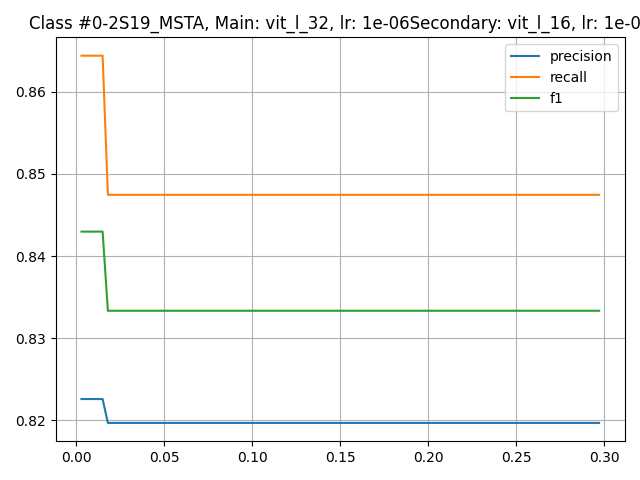 Class #0-2S19_MSTA, Main: vit_l_32, lr: 1e-06Secondary: vit_l_16, lr: 1e-0
precision
recall
f1
0.86
0.85
0.84
0.83
0.82
0.00 0.05 0.10 0.15 0.20 0.25 0.30